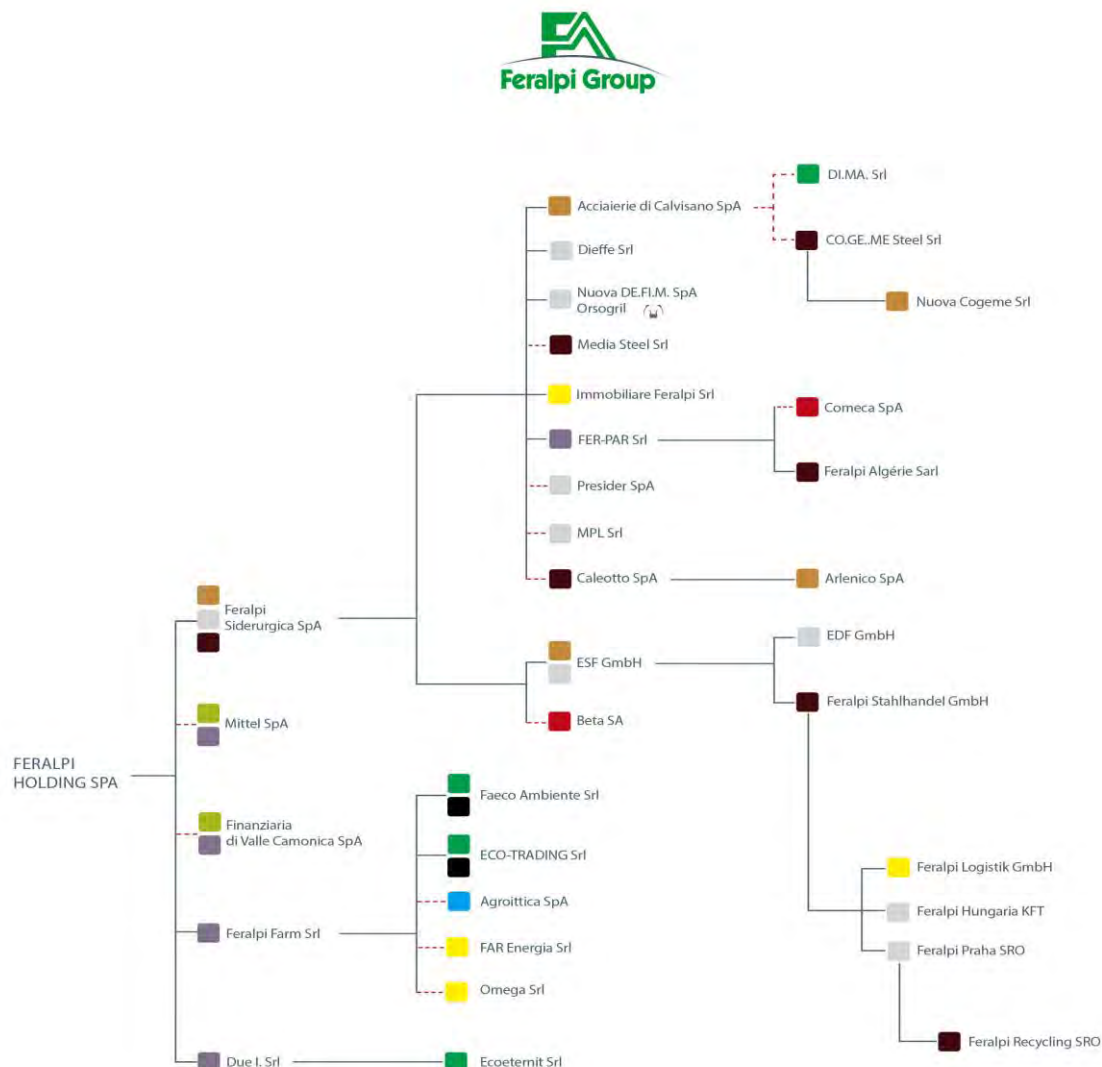 Feralpi Group
DI.MA. Srl
Acciaierie di Calvisano SpA
CO.GE..ME Steel Srl
Dieffe Srl
Nuova DE.FI.M. SpA
Orsogril
Nuova Cogeme Srl
Media Steel Srl
Immobiliare Feralpi Srl
Comeca SpA
FER-PAR Srl
Feralpi Algérie Sarl
Presider SpA
MPL Srl
Caleotto SpA
Arlenico SpA
Feralpi
Siderurgica SpA
EDF GmbH
ESF GmbH
Feralpi Stahlhandel GmbH
Beta SA
Mittel SpA
FERALPI
HOLDING SPA
Faeco Ambiente Srl
Finanziaria
di Valle Camonica SpA
ECO-TRADING Srl
Feralpi Logistik GmbH
Agroittica SpA
Feralpi Hungaria KFT
Feralpi Farm Srl
FAR Energia Srl
Feralpi Praha SRO
Omega Srl
Feralpi Recycling SRO
Due I. Srl
Ecoeternit Srl